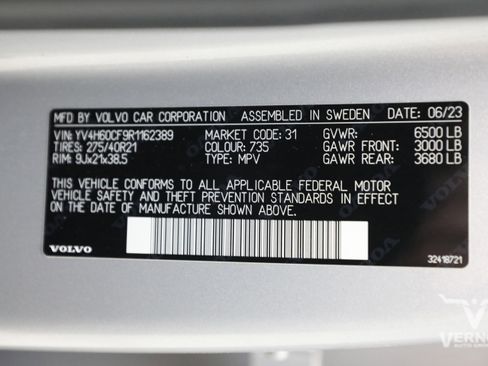 MFD BY VOLVO CAR CORPORATION ASSEMBLED IN SWEDEN DATE: 06/23
VIN: YV4H60CF9R1162389 MARKET CODE: 31 GVWR: 6500 LB
TIRES: 275/40R21 COLOUR: 735 GAWR FRONT: 3000 LB
RIM: 9Jx21x38.5 TYPE: MPV GAWR REAR: 3680 LB
THIS VEHICLE CONFORMS TO ALL APPLICABLE FEDERAL MOTOR
VEHICLE SAFETY AND THEFT PREVENTION STANDARDS IN EFFECT
ON THE DATE OF MANUFACTURE SHOWN ABOVE.
VOLVO
32418721